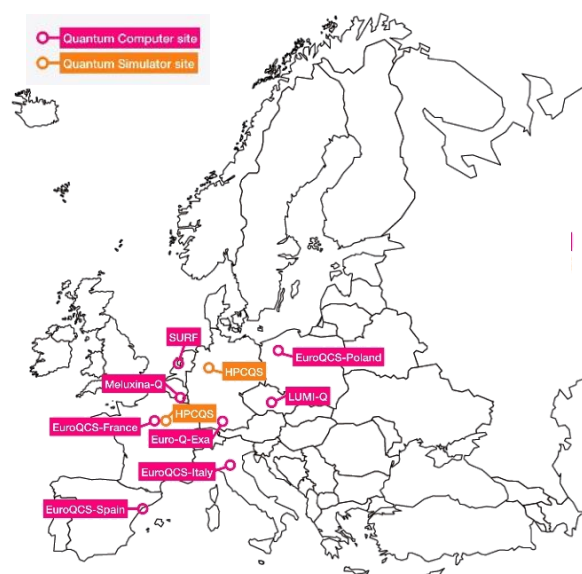 Quantum Computer site
Quantum Simulator site
SURF
EuroQCS-Poland
HPCQS
Meluxina-Q
LUMI-Q
HPCQS
EuroQCS-France
Euro-Q-Exa
EuroQCS-Italy
EuroQCS-Spain